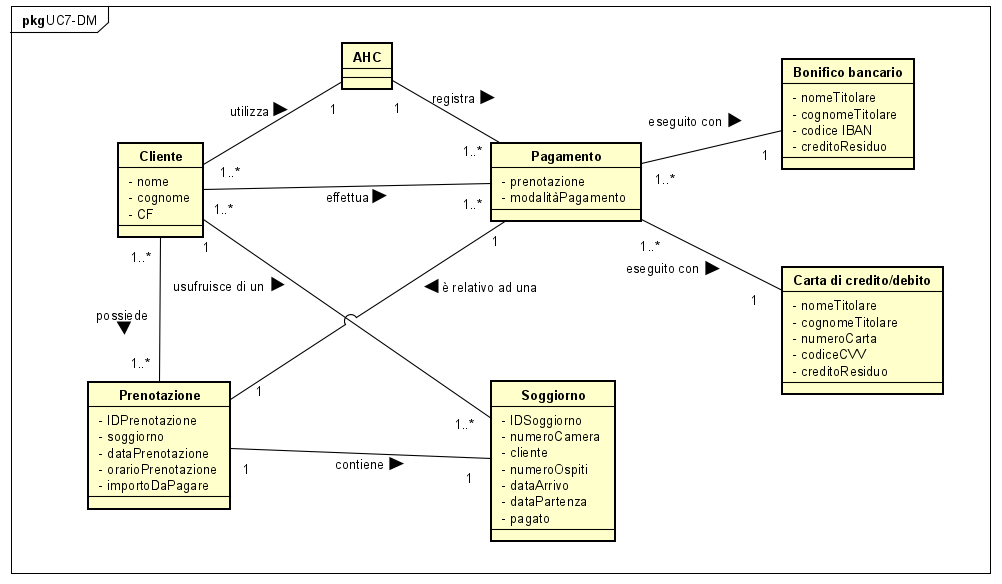 pkg UC7-DM
AHC
utiliza
1
1
registra
1..*
1..*
Cliente
- nome
- cognome
- CF
Pagamento
- prenotazione
- modalitàPagamento
eseguito con
1
1..*
Bonifico bancario
- nomeTitolare
- cognomeTitolare
- codice IBAN
- creditoResiduo
effettua
1..*
1..*
1
1
1..*
eseguito con
1
Carta di credito/debito
- nomeTitolare
- cognomeTitolare
- numeroCarta
- codiceCVV
- creditoResiduo
1..*
usufruisce di un
è relativo ad una
possiede
1..*
1
1..*
Prenotazione
- IDPrenotazione
- soggiorno
- dataPrenotazione
- orarioPrenotazione
- importoDaPagare
contiene
1
1
Soggiorno
- IDSoggiorno
- numeroCamera
- cliente
- numeroOspiti
- dataArrivo
- dataPartenza
- pagato